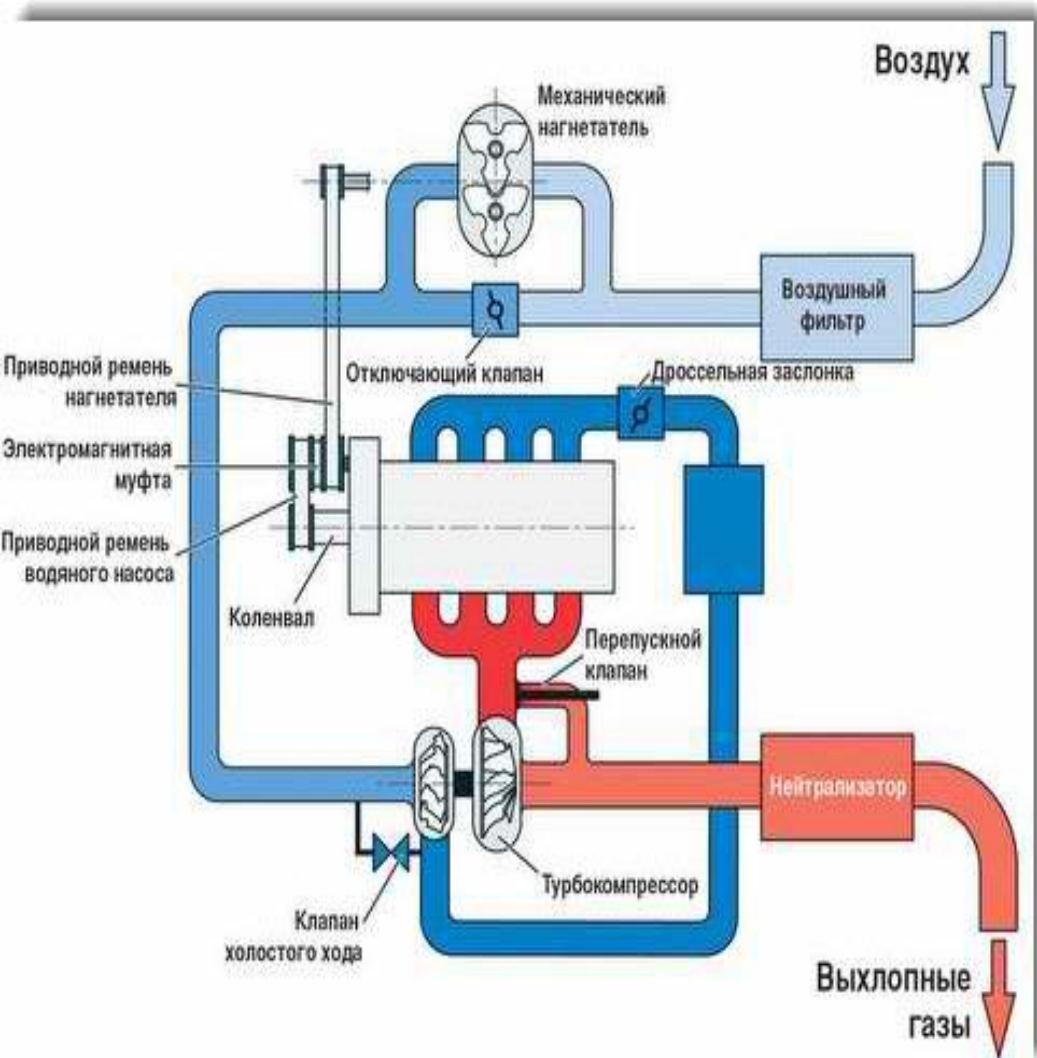 Воздух
Механический
нагнетатель
Воздушный
фильтр
Приводной ремень
нагнетателя
Отключающий клапан
Дроссельная заслонка
Электромагнитная
муфта
Приводной ремень
водяного насоса
Коленвал
Перепускной
клапан
Нейтрализатор
Турбокомпрессор
Клапан
холостого хода
Выхлопные
газы